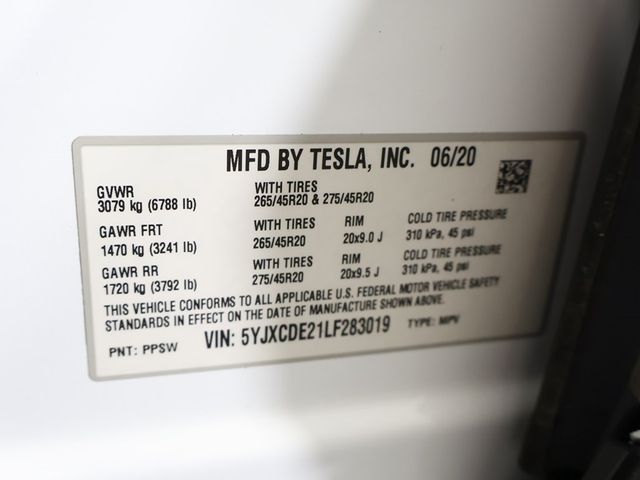 MFD BY TESLA, INC. 06/20
GVWR
3079 kg (6788 lb)
WITH TIRES
265/45R20 & 275/45R20
GAWR FRT
1470 kg (3241 lb)
WITH TIRES
265/45R20
RIM
20x9.0 J
COLD TIRE PRESSURE
310 kPa, 45 psi
GAWR RR
1720 kg (3792 lb)
WITH TIRES
275/45R20
RIM
20x9.5 J
COLD TIRE PRESSURE
310 kPa, 45 psi
THIS VEHICLE CONFORMS TO ALL APPLICABLE U.S. FEDERAL MOTOR VEHICLE SAFETY
STANDARDS IN EFFECT ON THE DATE OF MANUFACTURE SHOWN ABOVE.
PNT: PPSW VIN: 5YJXCDE21LF283019 TYPE: MPV